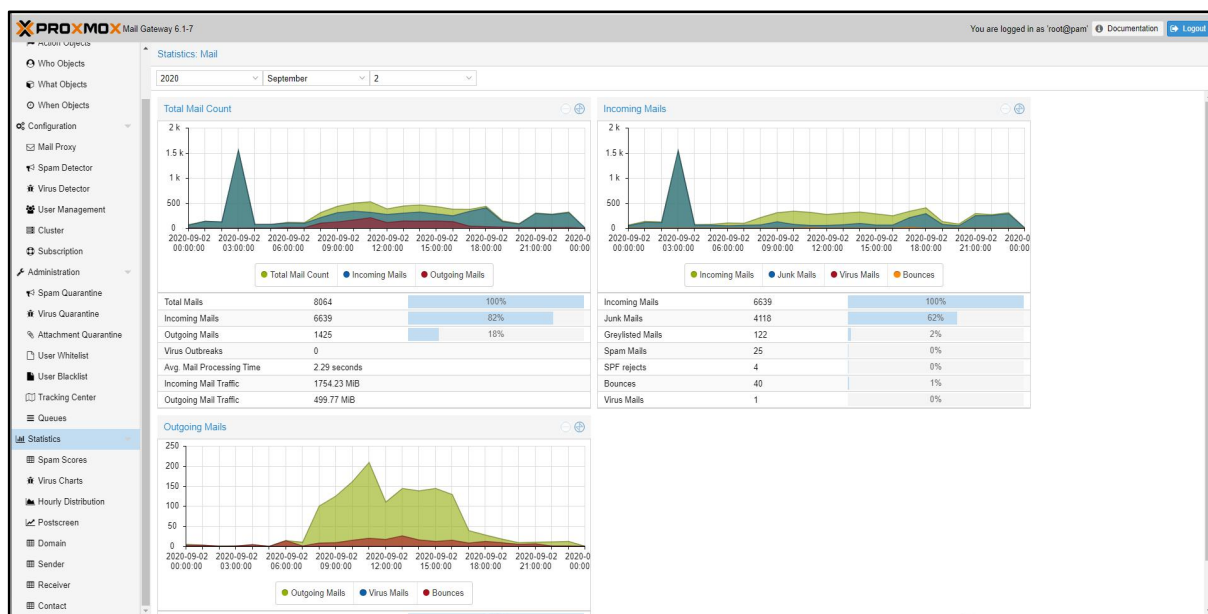 PROXMOX Mail Gateway 6.1-7
You are logged in as 'root@pam' Documentation Logout
Action Objects
Who Objects
What Objects
When Objects
Configuration
Mail Proxy
Spam Detector
Virus Detector
User Management
Cluster
Subscription
Administration
Spam Quarantine
Virus Quarantine
Attachment Quarantine
User Whitelist
User Blacklist
Tracking Center
Queues
Statistics
Spam Scores
Virus Charts
Hourly Distribution
Postscreen
Domain
Sender
Receiver
Contact
Statistics: Mail
2020 September 2
Total Mail Count
2 k
1.5 k
1 k
500
0
2020-09-02 2020-09-02 2020-09-02 2020-09-02 2020-09-02 2020-09-02 2020-09-02 2020-09-02 2020-0
00:00:00 03:00:00 06:00:00 09:00:00 12:00:00 15:00:00 18:00:00 21:00:00 00:00
Total Mail Count Incoming Mails Outgoing Mails
Total Mails 8064 100%
Incoming Mails 6639 82%
Outgoing Mails 1425 18%
Virus Outbreaks 0
Avg. Mail Processing Time 2.29 seconds
Incoming Mail Traffic 1754.23 MiB
Outgoing Mail Traffic 499.77 MiB
Incoming Mails
2 k
1.5 k
1 k
500
0
2020-09-02 2020-09-02 2020-09-02 2020-09-02 2020-09-02 2020-09-02 2020-09-02 2020-09-02 2020-0
00:00:00 03:00:00 06:00:00 09:00:00 12:00:00 15:00:00 18:00:00 21:00:00 00:00
Incoming Mails Junk Mails Virus Mails Bounces
Incoming Mails 6639 100%
Junk Mails 4118 62%
Greylisted Mails 122 2%
Spam Mails 25 0%
SPF rejects 4 0%
Bounces 40 1%
Virus Mails 1 0%
Outgoing Mails
250
200
150
100
50
0
2020-09-02 2020-09-02 2020-09-02 2020-09-02 2020-09-02 2020-09-02 2020-09-02 2020-09-02 2020-0
00:00:00 03:00:00 06:00:00 09:00:00 12:00:00 15:00:00 18:00:00 21:00:00 00:00
Outgoing Mails Virus Mails Bounces